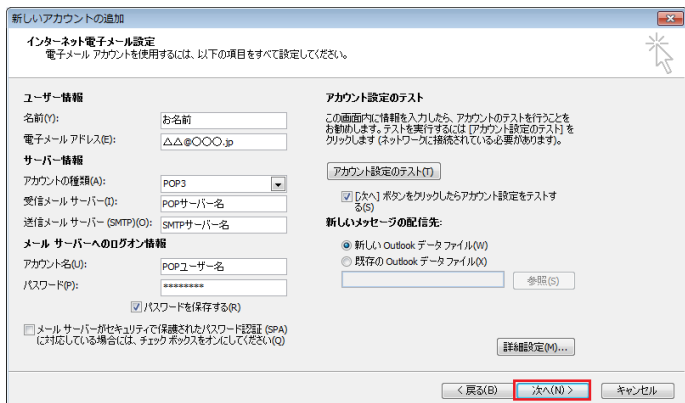 新しいアカウントの追加
インターネット電子メール設定
電子メール アカウントを使用するには、以下の項目をすべて設定してください。
ユーザー情報
名前(Y):
お名前
電子メール アドレス(E):
△△@〇〇〇.jp
サーバー情報
アカウントの種類(A):
POP3
受信メール サーバー(I):
POPサーバー名
送信メール サーバー (SMTP)(O):
SMTPサーバー名
メール サーバーへのログオン情報
アカウント名(U):
POPユーザー名
パスワード(P):
********
パスワードを保存する(R)
メール サーバーがセキュリティで保護されたパスワード認証 (SPA)
に対応している場合には、チェック ボックスをオンにしてください(Q)
アカウント設定のテスト
この画面内に情報を入力したら、アカウントのテストを行うことを
お勧めします。テストを実行するには [アカウント設定のテスト] を
クリックします (ネットワークに接続されている必要があります)。
アカウント設定のテスト(T)
[次へ] ボタンをクリックしたらアカウント設定をテストす
る(S)
新しいメッセージの配信先:
新しい Outlook データ ファイル(W)
既存の Outlook データ ファイル(X)
参照(S)
詳細設定(M)...
< 戻る(B)
次へ(N) >
キャンセル